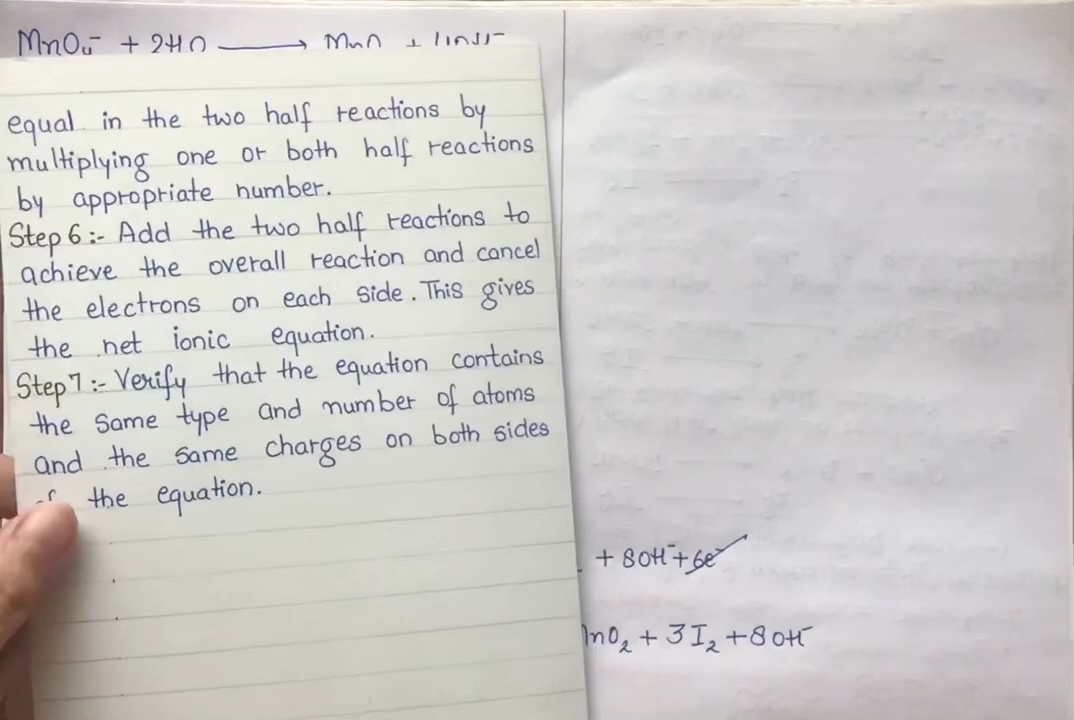 MnO₄⁻ + 2H O ⟶
equal in the two half reactions by
multiplying one or both half reactions
by appropriate number.
Step 6:- Add the two half reactions to
achieve the overall reaction and cancel
the electrons on each side. This gives
the net ionic equation.
Step 7:- Verify that the equation contains
the same type and number of atoms
and the same charges on both sides
the equation.
+ 8OH⁻ + 6e⁻
nO₂ + 3I₂ + 8OH⁻